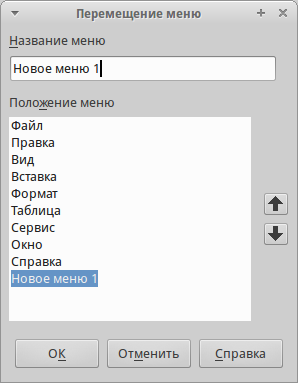 Перемещение меню
Название меню
Новое меню 1
Положение меню
Файл
Правка
Вид
Вставка
Формат
Таблица
Сервис
Окно
Справка
Новое меню 1
ОК Отменить Справка